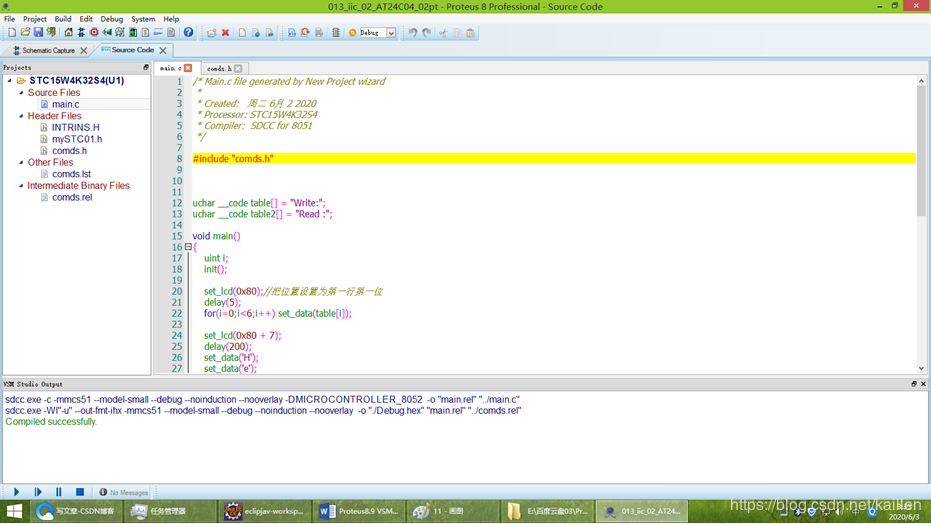 013_iic_02_AT24C04_02pt - Proteus 8 Professional - Source Code
File Project Build Edit Debug System Help
Debug
Schematic Capture Source Code
Projects
STC15W4K32S4(U1)
Source Files
main.c
Header Files
INTRINS.H
mySTC01.h
comds.h
Other Files
comds.lst
Intermediate Binary Files
comds.rel
main.c comds.h
1 /* Main.c file generated by New Project wizard
2 *
3 * Created: 周二 6月 2 2020
4 * Processor: STC15W4K32S4
5 * Compiler: SDCC for 8051
6 */
7
8 #include "comds.h"
9
10
11
12 uchar __code table[] = "Write:";
13 uchar __code table2[] = "Read :";
14
15 void main()
16 {
17 uint i;
18 init();
19
20 set_lcd(0x80);//把位置设置为第一行第一位
21 delay(5);
22 for(i=0;i<6;i++) set_data(table[i]);
23
24 set_lcd(0x80 + 7);
25 delay(200);
26 set_data('H');
27 set_data('e');
VSM Studio Output
sdcc.exe -c -mmcs51 --model-small --debug --noinduction --nooverlay -DMICROCONTROLLER_8052 -o "main.rel" "../main.c"
sdcc.exe -Wl"-u" --out-fmt-ihx -mmcs51 --model-small --debug --noinduction --nooverlay -o "./Debug.hex" "main.rel" "../comds.rel"
Compiled successfully.
No Messages
写文章-CSDN博客 任务管理器 eclipjav-worksp... Proteus8.9 VSM... 11 - 画图 E:\百度云盘03\Pr... 013_iic_02_AT24...
https://blog.csdn.net/kaillen
2020/6/3